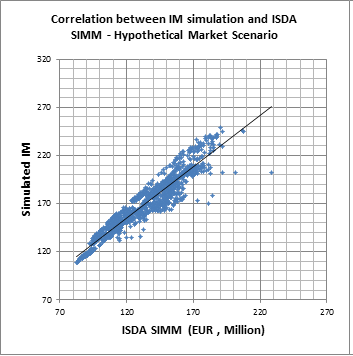 Correlation between IM simulation and ISDA
SIMM - Hypothetical Market Scenario
320
270
220
170
120
70
Simulated IM
70
120
170
220
270
ISDA SIMM (EUR , Million)